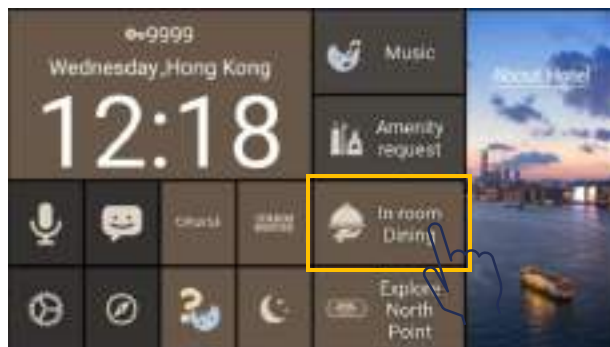 9999
Wednesday,Hong Kong
12:18
Music
Amenity
request
In room
Dining
Explore
North
Point
About Hotel